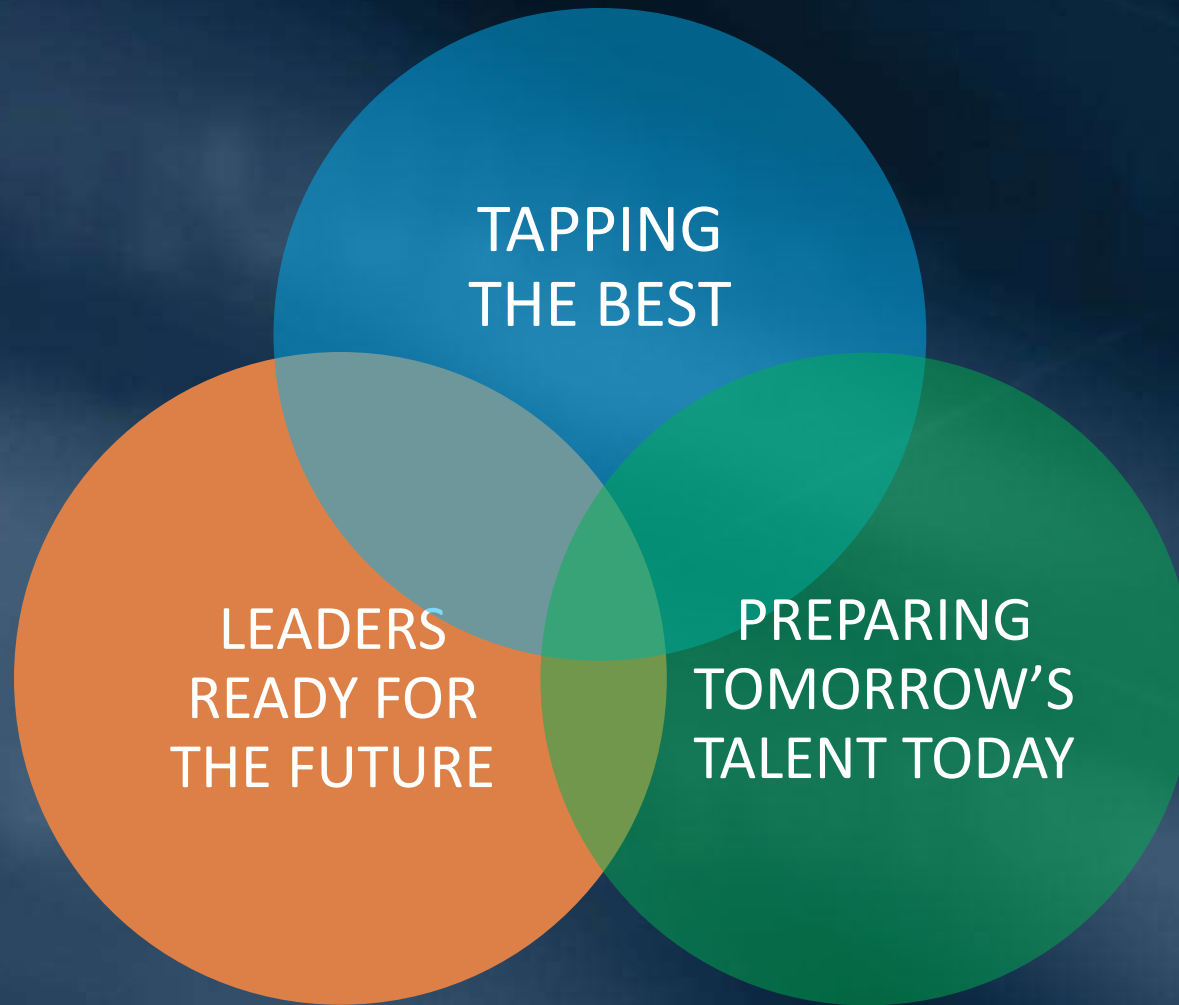 TAPPING
THE BEST
LEADERS
READY FOR
THE FUTURE
PREPARING
TOMORROW’S
TALENT TODAY